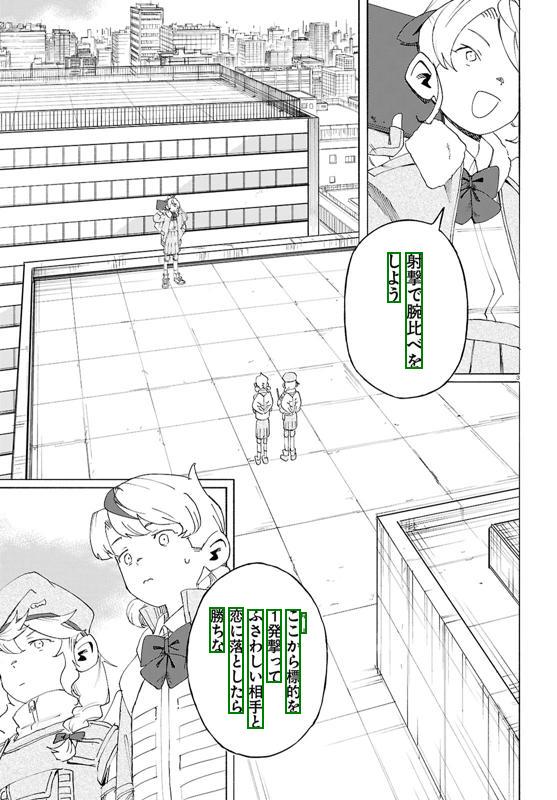 射撃で腕比べを
しよう
ここから標的を
1発撃って
ふさわしい相手と
恋に落としたら
勝ちな